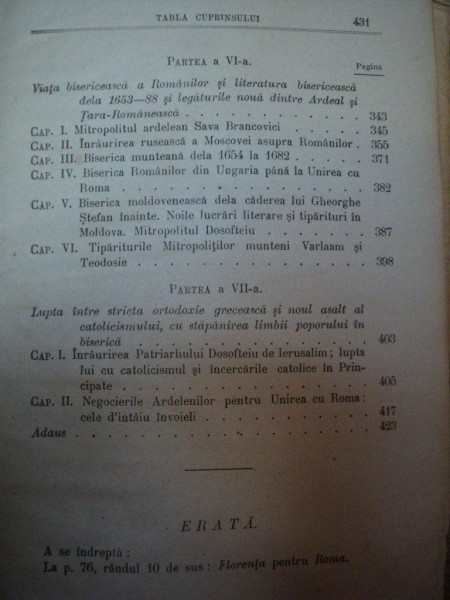 TABLA CUPRINSULUI 431
PARTEA a VI-a. Pagina
Viața bisericească a Românilor și literatura bisericească
dela 1653—88 și legăturile nouă dintre Ardeal și
Țara-Românească . . . . . . . . . . . . 343
CAP. I. Mitropolitul ardelean Sava Brancovici . . . . 345
CAP. II. Înrâurirea rusească a Moscovei asupra Românilor . 355
CAP. III. Biserica munteană dela 1654 la 1682 . . . . 371
CAP. IV. Biserica Românilor din Ungaria până la Unirea cu
Roma . . . . . . . . . . . . . . . 382
CAP. V. Biserica moldovenească dela căderea lui Gheorghe
Ștefan înainte. Noile lucrări literare și tipărituri în
Moldova. Mitropolitul Dosofteiu . . . . . . 387
CAP. VI. Tipăriturile Mitropoliților munteni Varlaam și
Teodosie . . . . . . . . . . . . . . 398
PARTEA a VII-a.
Lupta între stricta ortodoxie grecească și noul asalt al
catolicismului, cu stăpânirea limbii poporului în
biserică . . . . . . . . . . . . . . 403
CAP. I. Înrâurirea Patriarhului Dosofteiu de Ierusalim; lupta
lui cu catolicismul și încercările catolice în Prin-
cipate . . . . . . . . . . . . . . . 405
CAP. II. Negocierile Ardelenilor pentru Unirea cu Roma:
cele d'intăiu învoieli . . . . . . . . . . 417
Adaus . . . . . . . . . . . . . . . . 423
ERATĂ.
A se îndreptà :
La p. 76, rândul 10 de sus : Florența pentru Roma.